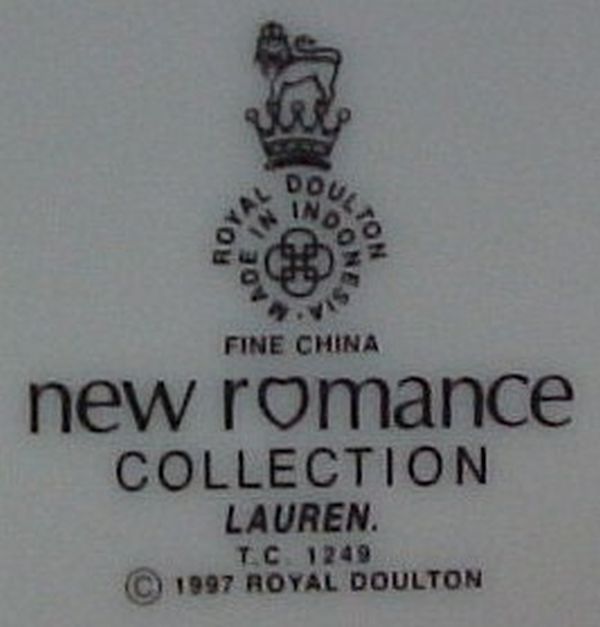 ROYAL DOULTON
MADE IN INDONESIA
FINE CHINA
new romance
COLLECTION
LAUREN.
T.C. 1249
© 1997 ROYAL DOULTON